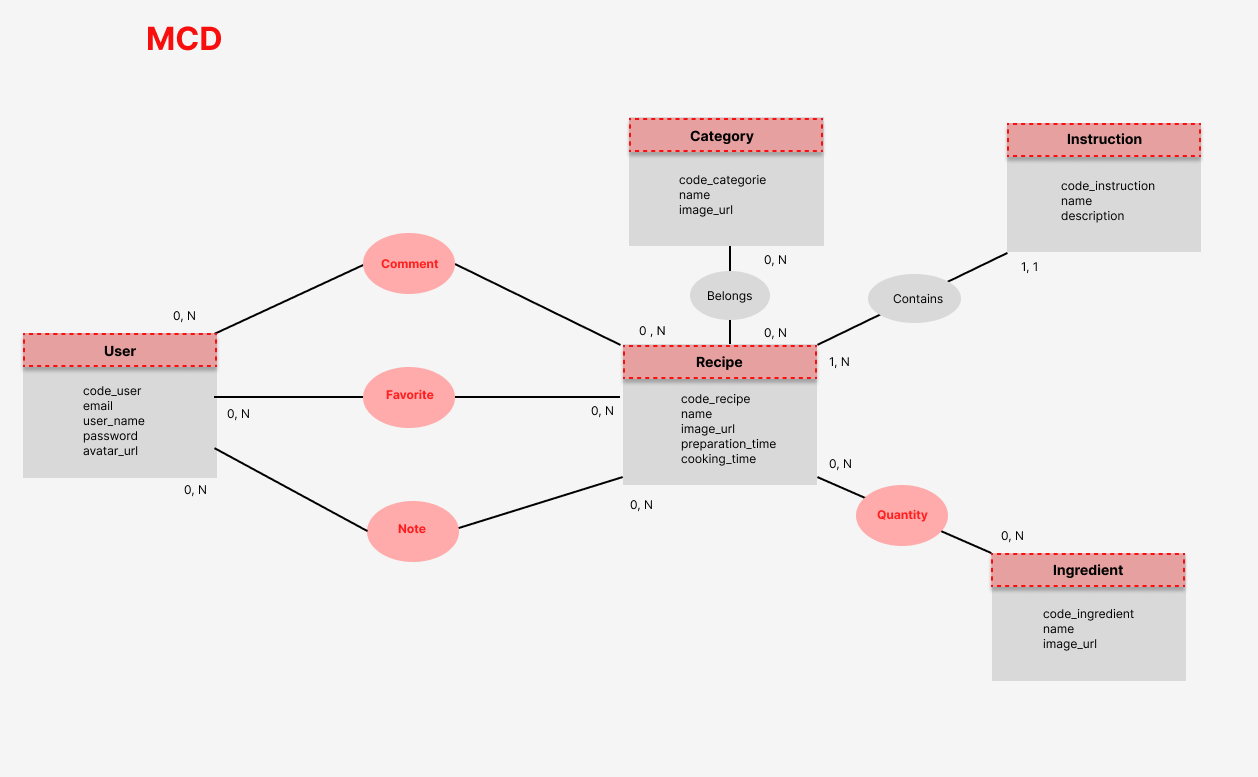 MCD
Category
code_categorie
name
image_url
Instruction
code_instruction
name
description
0, N
1, 1
Comment
Belongs
Contains
0, N
0 , N
0, N
1, N
User
code_user
email
user_name
password
avatar_url
0, N
Favorite
0, N
Recipe
code_recipe
name
image_url
preparation_time
cooking_time
0, N
0, N
Note
0, N
Quantity
0, N
Ingredient
code_ingredient
name
image_url